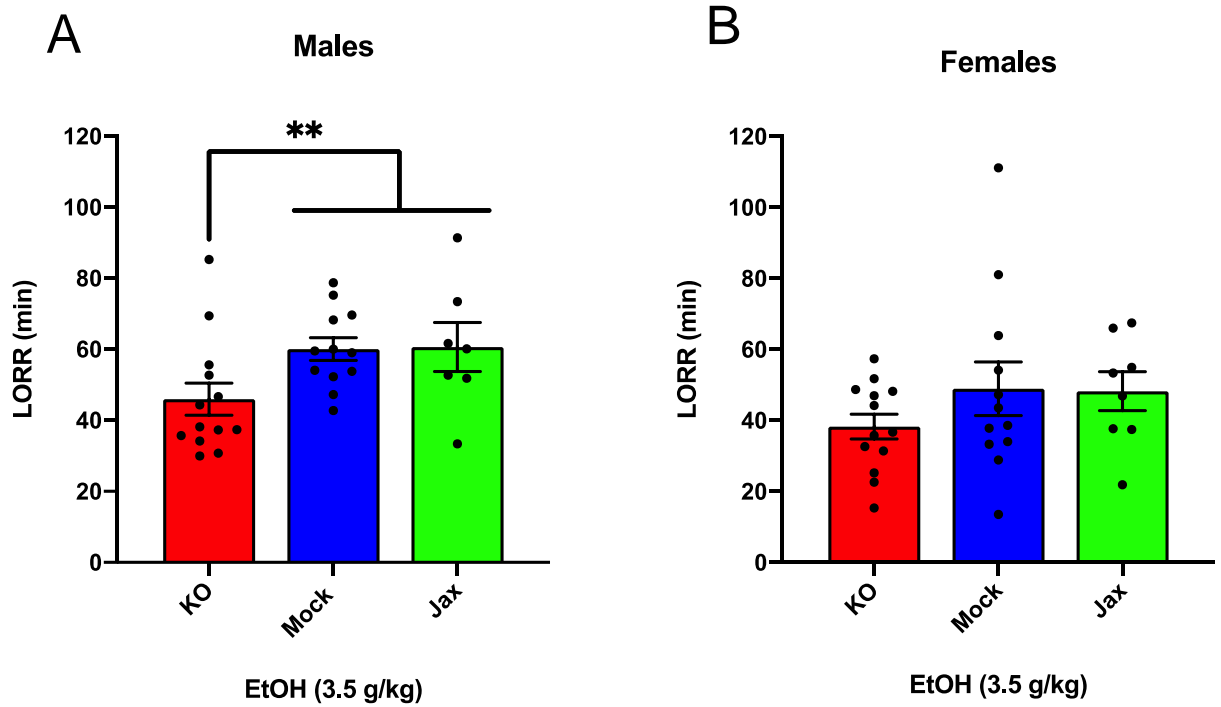 A
Males
120
100
80
60
40
20
0
LORR (min)
**
KO
Mock
Jax
EtOH (3.5 g/kg)
B
Females
120
100
80
60
40
20
0
LORR (min)
KO
Mock
Jax
EtOH (3.5 g/kg)